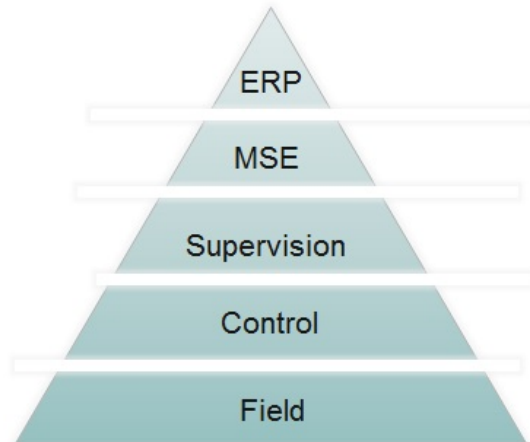 ERP
MSE
Supervision
Control
Field